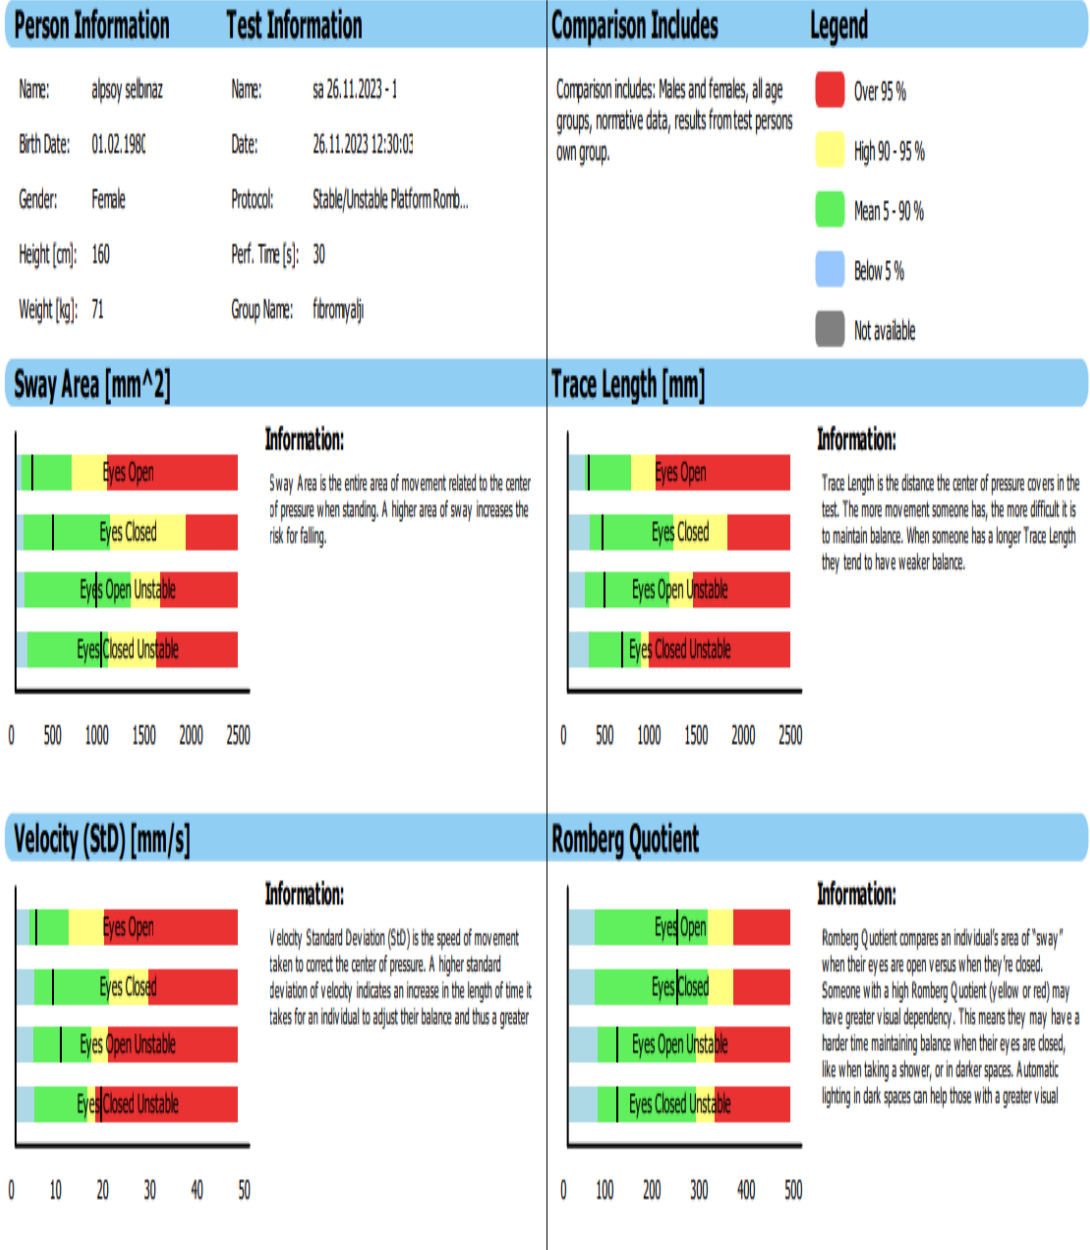 Person Information
Test Information
Comparison Includes
Legend
Name: alpsoy selbinaz
Birth Date: 01.02.1980
Gender: Female
Height [cm]: 160
Weight [kg]: 71
Name: sa 26.11.2023 - 1
Date: 26.11.2023 12:30:03
Protocol: Stable/Unstable Platform Romb...
Perf. Time [s]: 30
Group Name: fibromyalji
Comparison includes: Males and females, all age
groups, normative data, results from test persons
own group.
Over 95 %
High 90 - 95 %
Mean 5 - 90 %
Below 5 %
Not available
Sway Area [mm^2]
Eyes Open
Eyes Closed
Eyes Open Unstable
Eyes Closed Unstable
0 500 1000 1500 2000 2500
Information:
Sway Area is the entire area of movement related to the center
of pressure when standing. A higher area of sway increases the
risk for falling.
Trace Length [mm]
Eyes Open
Eyes Closed
Eyes Open Unstable
Eyes Closed Unstable
0 500 1000 1500 2000 2500
Information:
Trace Length is the distance the center of pressure covers in the
test. The more movement someone has, the more difficult it is
to maintain balance. When someone has a longer Trace Length
they tend to have weaker balance.
Velocity (StD) [mm/s]
Eyes Open
Eyes Closed
Eyes Open Unstable
Eyes Closed Unstable
0 10 20 30 40 50
Information:
Velocity Standard Deviation (StD) is the speed of movement
taken to correct the center of pressure. A higher standard
deviation of velocity indicates an increase in the length of time it
takes for an individual to adjust their balance and thus a greater
Romberg Quotient
Eyes Open
Eyes Closed
Eyes Open Unstable
Eyes Closed Unstable
0 100 200 300 400 500
Information:
Romberg Quotient compares an individual's area of "sway"
when their eyes are open versus when they're closed.
Someone with a high Romberg Quotient (yellow or red) may
have greater visual dependency. This means they may have a
harder time maintaining balance when their eyes are closed,
like when taking a shower, or in darker spaces. Automatic
lighting in dark spaces can help those with a greater visual